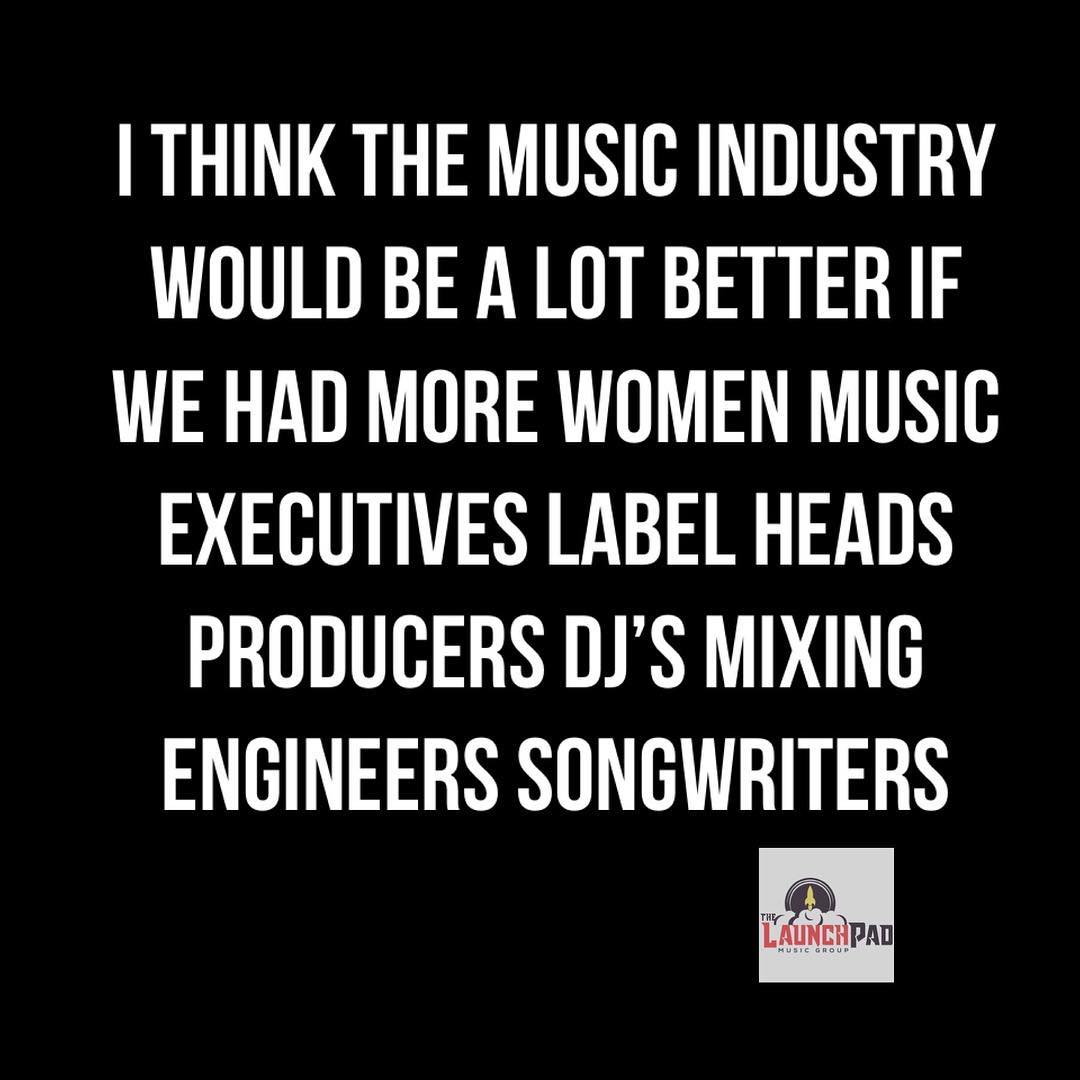 I THINK THE MUSIC INDUSTRY
WOULD BE A LOT BETTER IF
WE HAD MORE WOMEN MUSIC
EXECUTIVES LABEL HEADS
PRODUCERS DJ’S MIXING
ENGINEERS SONGWRITERS
THE
LAUNCHPAD
MUSIC GROUP